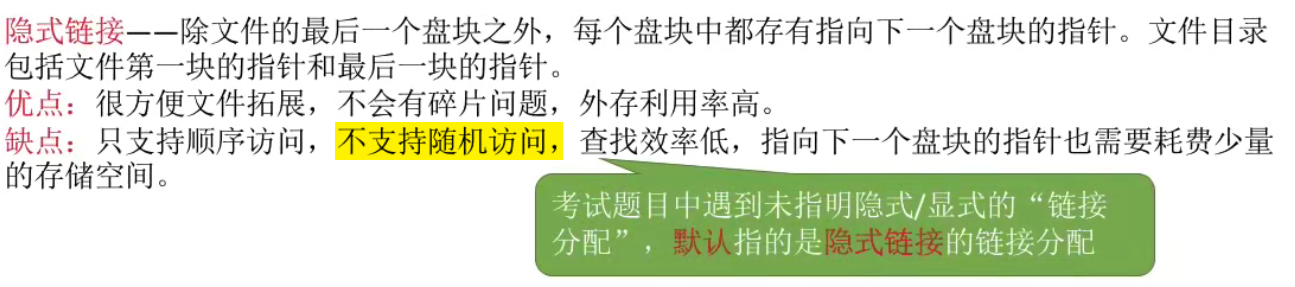 隐式链接——除文件的最后一个盘块之外，每个盘块中都存有指向下一个盘块的指针。文件目录
包括文件第一块的指针和最后一块的指针。
优点：很方便文件拓展，不会有碎片问题，外存利用率高。
缺点：只支持顺序访问，不支持随机访问，查找效率低，指向下一个盘块的指针也需要耗费少量
的存储空间。
考试题目中遇到未指明隐式/显式的“链接
分配”，默认指的是隐式链接的链接分配